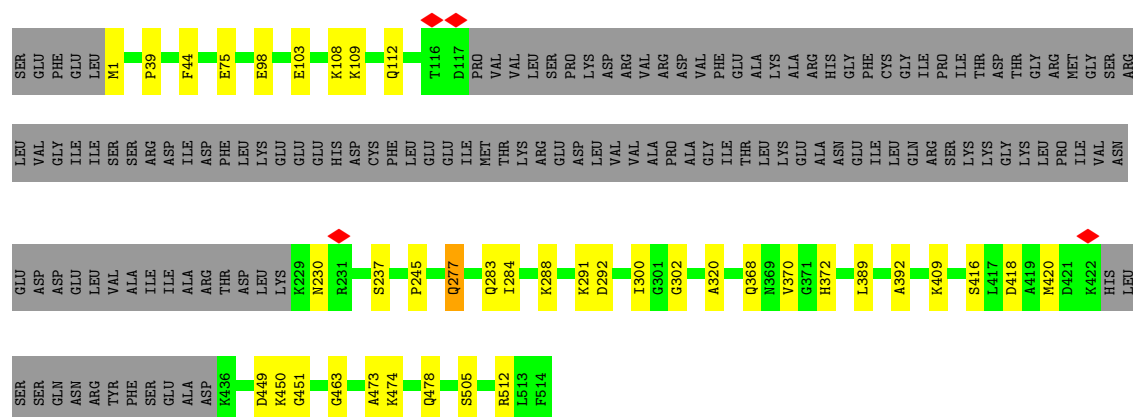 SER GLU PHE GLU LEU M1 P39 F44 E75 E98 E103 K108 K109 Q112 T116 D117 PRO VAL VAL LEU SER PRO LYS ASP ARG VAL ARG ASP VAL PHE GLU ALA LYS ALA ARG HIS GLY PHE CYS GLY ILE PRO ILE THR ASP THR GLY ARG MET GLY SER ARG
LEU VAL GLY ILE ILE SER SER ARG ASP ILE ASP PHE LEU LYS GLU GLU GLU HIS ASP CYS PHE LEU GLU GLU ILE MET THR LYS ARG GLU ASP LEU VAL VAL ALA PRO ALA GLY ILE THR LEU LYS GLU ALA ASN GLU ILE LEU GLN ARG SER LYS LYS GLY LYS LEU PRO ILE VAL ASN
GLU ASP ASP GLU LEU VAL ALA ILE ILE ALA ARG THR ASP LEU LYS K229 N230 R231 S237 P245 Q277 Q283 I284 K288 K291 D292 I300 G301 G302 A320 Q368 N369 V370 G371 H372 L389 A392 K409 S416 L417 D418 A419 M420 D421 K422 HIS LEU
SER SER GLN ASN ARG TYR PHE SER GLU ALA ASP K436 D449 K450 G451 G463 A473 K474 Q478 S505 R512 L513 F514